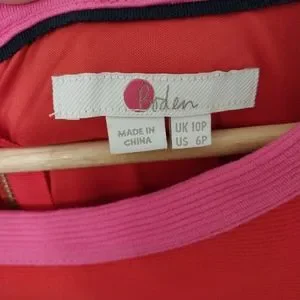 Boden
MADE IN
CHINA
UK 10P
US 6P